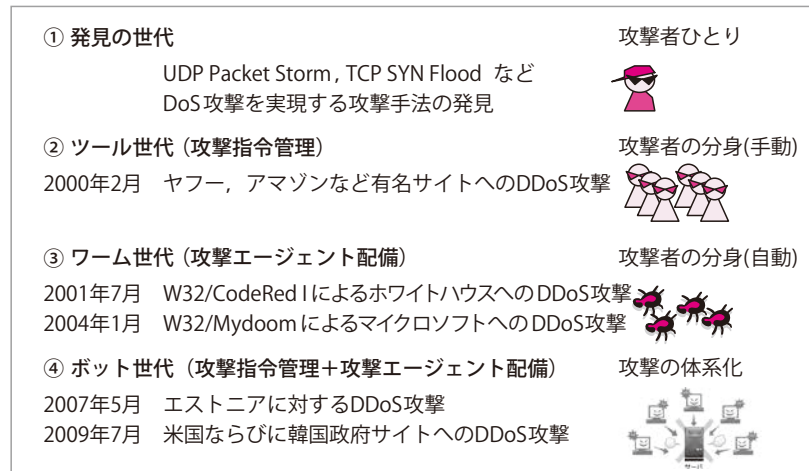 ① 発見の世代 攻撃者ひとり
UDP Packet Storm , TCP SYN Flood など
DoS攻撃を実現する攻撃手法の発見
② ツール世代（攻撃指令管理） 攻撃者の分身(手動)
2000年2月 ヤフー，アマゾンなど有名サイトへのDDoS攻撃
③ ワーム世代（攻撃エージェント配備） 攻撃者の分身(自動)
2001年7月 W32/CodeRed IによるホワイトハウスへのDDoS攻撃
2004年1月 W32/MydoomによるマイクロソフトへのDDoS攻撃
④ ボット世代（攻撃指令管理＋攻撃エージェント配備） 攻撃の体系化
2007年5月 エストニアに対するDDoS攻撃
2009年7月 米国ならびに韓国政府サイトへのDDoS攻撃
サーバ